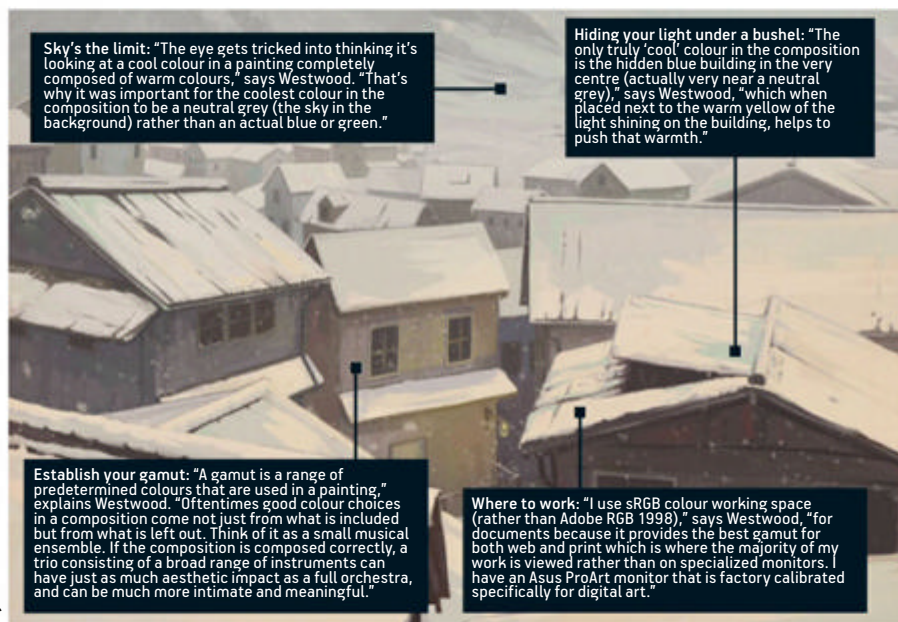 Sky's the limit: “The eye gets tricked into thinking it's
looking at a cool colour in a painting completely
composed of warm colours,” says Westwood. “That's
why it was important for the coolest colour in the
composition to be a neutral grey (the sky in the
background) rather than an actual blue or green.”
Hiding your light under a bushel: “The
only truly ‘cool’ colour in the composition
is the hidden blue building in the very
centre (actually very near a neutral
grey),” says Westwood, “which when
placed next to the warm yellow of the
light shining on the building, helps to
push that warmth.”
Establish your gamut: “A gamut is a range of
predetermined colours that are used in a painting,”
explains Westwood. “Oftentimes good colour choices
in a composition come not just from what is included
but from what is left out. Think of it as a small musical
ensemble. If the composition is composed correctly, a
trio consisting of a broad range of instruments can
have just as much aesthetic impact as a full orchestra,
and can be much more intimate and meaningful.”
Where to work: “I use sRGB colour working space
(rather than Adobe RGB 1998),” says Westwood, “for
documents because it provides the best gamut for
both web and print which is where the majority of my
work is viewed rather than on specialized monitors. I
have an Asus ProArt monitor that is factory calibrated
specifically for digital art.”